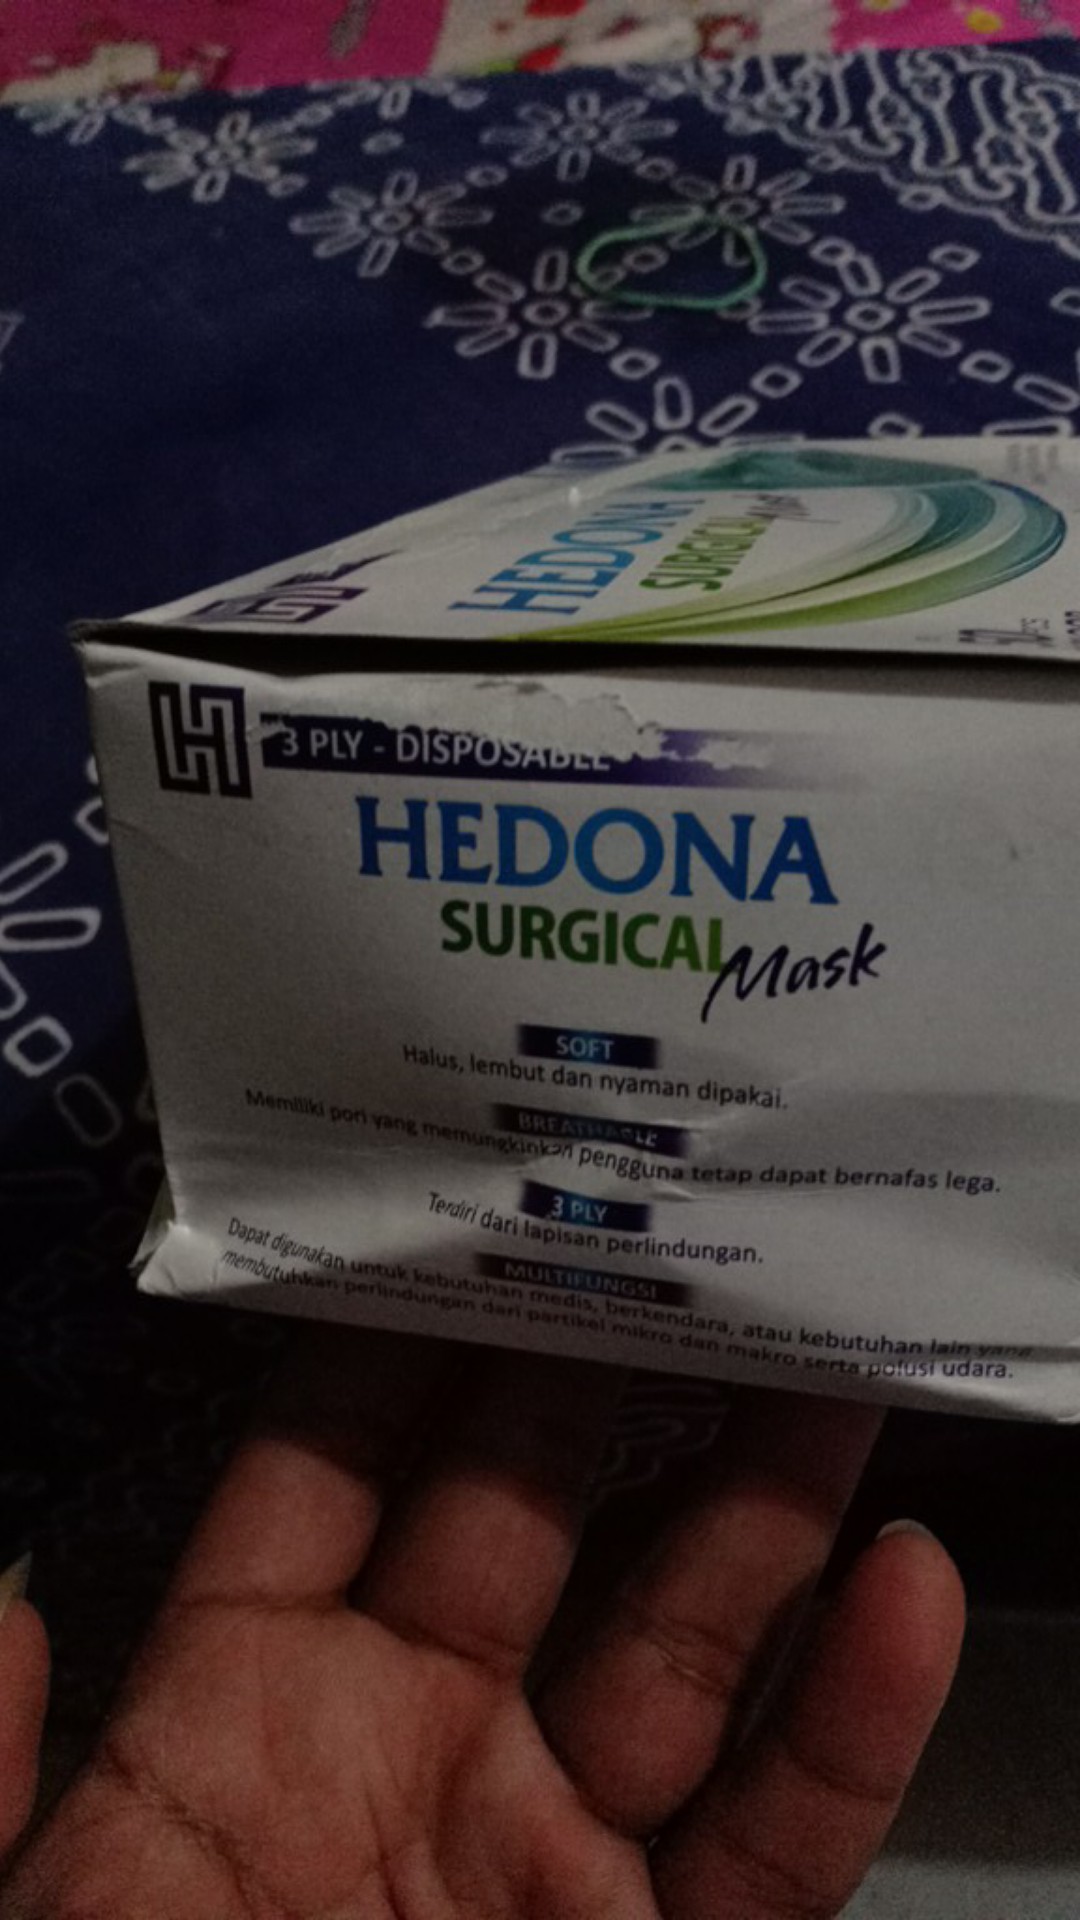 HEDONA
SURGICAL Mask
3 PLY - DISPOSABLE
HEDONA
SURGICAL Mask
SOFT
Halus, lembut dan nyaman dipakai.
BREATHABLE
Memiliki pori yang memungkinkan pengguna tetap dapat bernafas lega.
3 PLY
Terdiri dari lapisan perlindungan.
MULTIFUNGSI
Dapat digunakan untuk kebutuhan medis, berkendara, atau kebutuhan lain yang
membutuhkan perlindungan dari partikel mikro dan makro serta polusi udara.